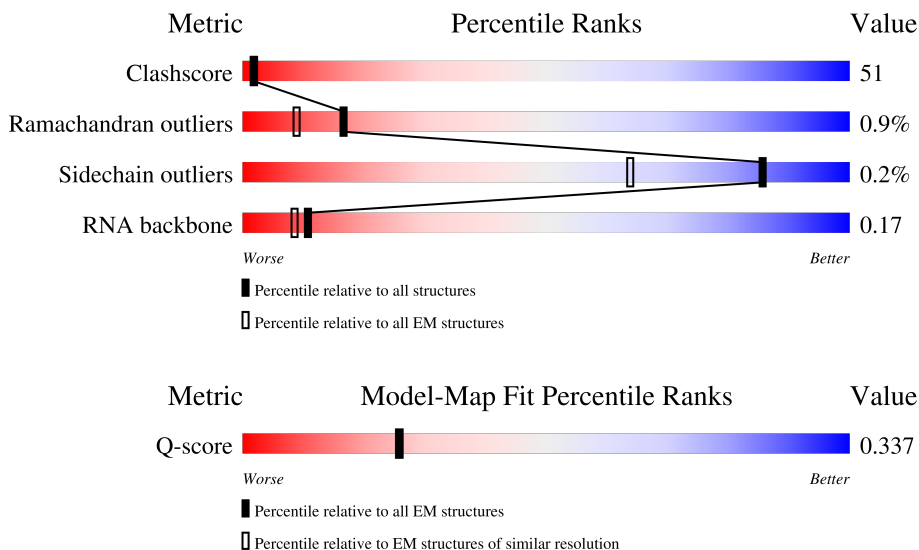 Metric Percentile Ranks Value
Clashscore 51
Ramachandran outliers 0.9%
Sidechain outliers 0.2%
RNA backbone 0.17
Worse Better
Percentile relative to all structures
Percentile relative to all EM structures
Metric Model-Map Fit Percentile Ranks Value
Q-score 0.337
Worse Better
Percentile relative to all EM structures
Percentile relative to EM structures of similar resolution